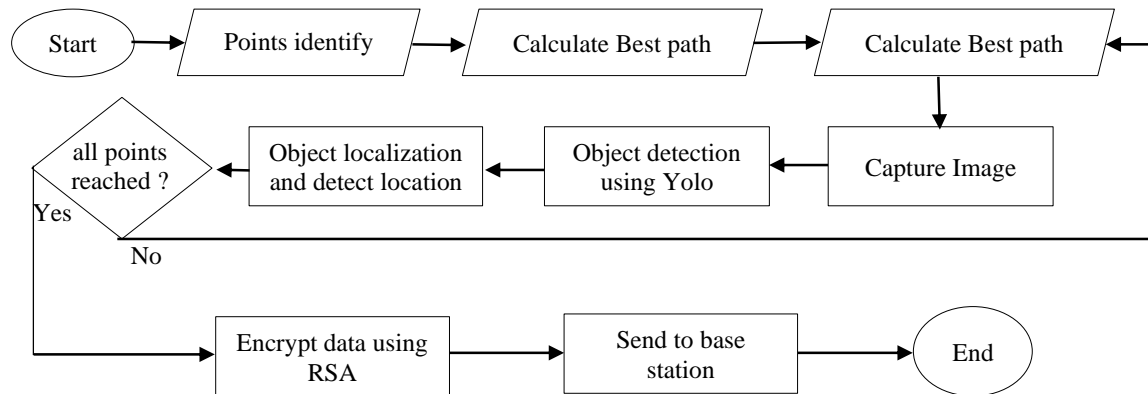 Start
Points identify
Calculate Best path
Calculate Best path
all points
reached ?
Object localization
and detect location
Object detection
using Yolo
Capture Image
Yes
No
Encrypt data using
RSA
Send to base
station
End